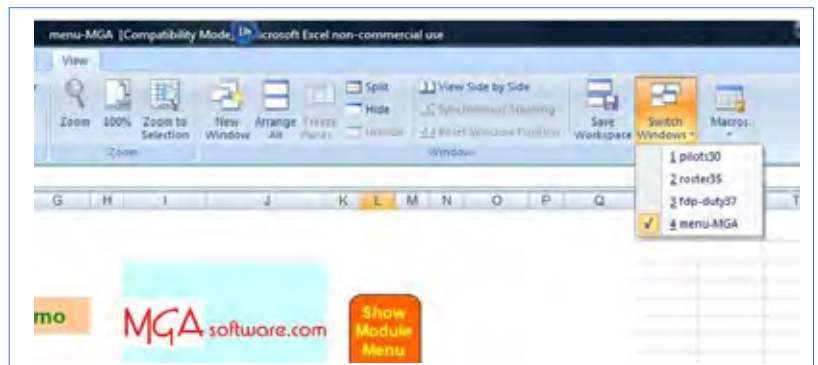 menu-MGA [Compatibility Mode] Microsoft Excel non-commercial use
View
Zoom 100% Zoom to Selection
New Window Arrange All Freeze Panes
Split
Hide
Unhide
View Side by Side
Synchronous Scrolling
Reset Window Position
Save Workspace Switch Windows Macros
Zoom Window
1 pilots30
2 roster35
3 fdp-duty37
4 menu-MGA
G H I J K L M N O P Q T
mo
MGA software.com
Show
Module
Menu